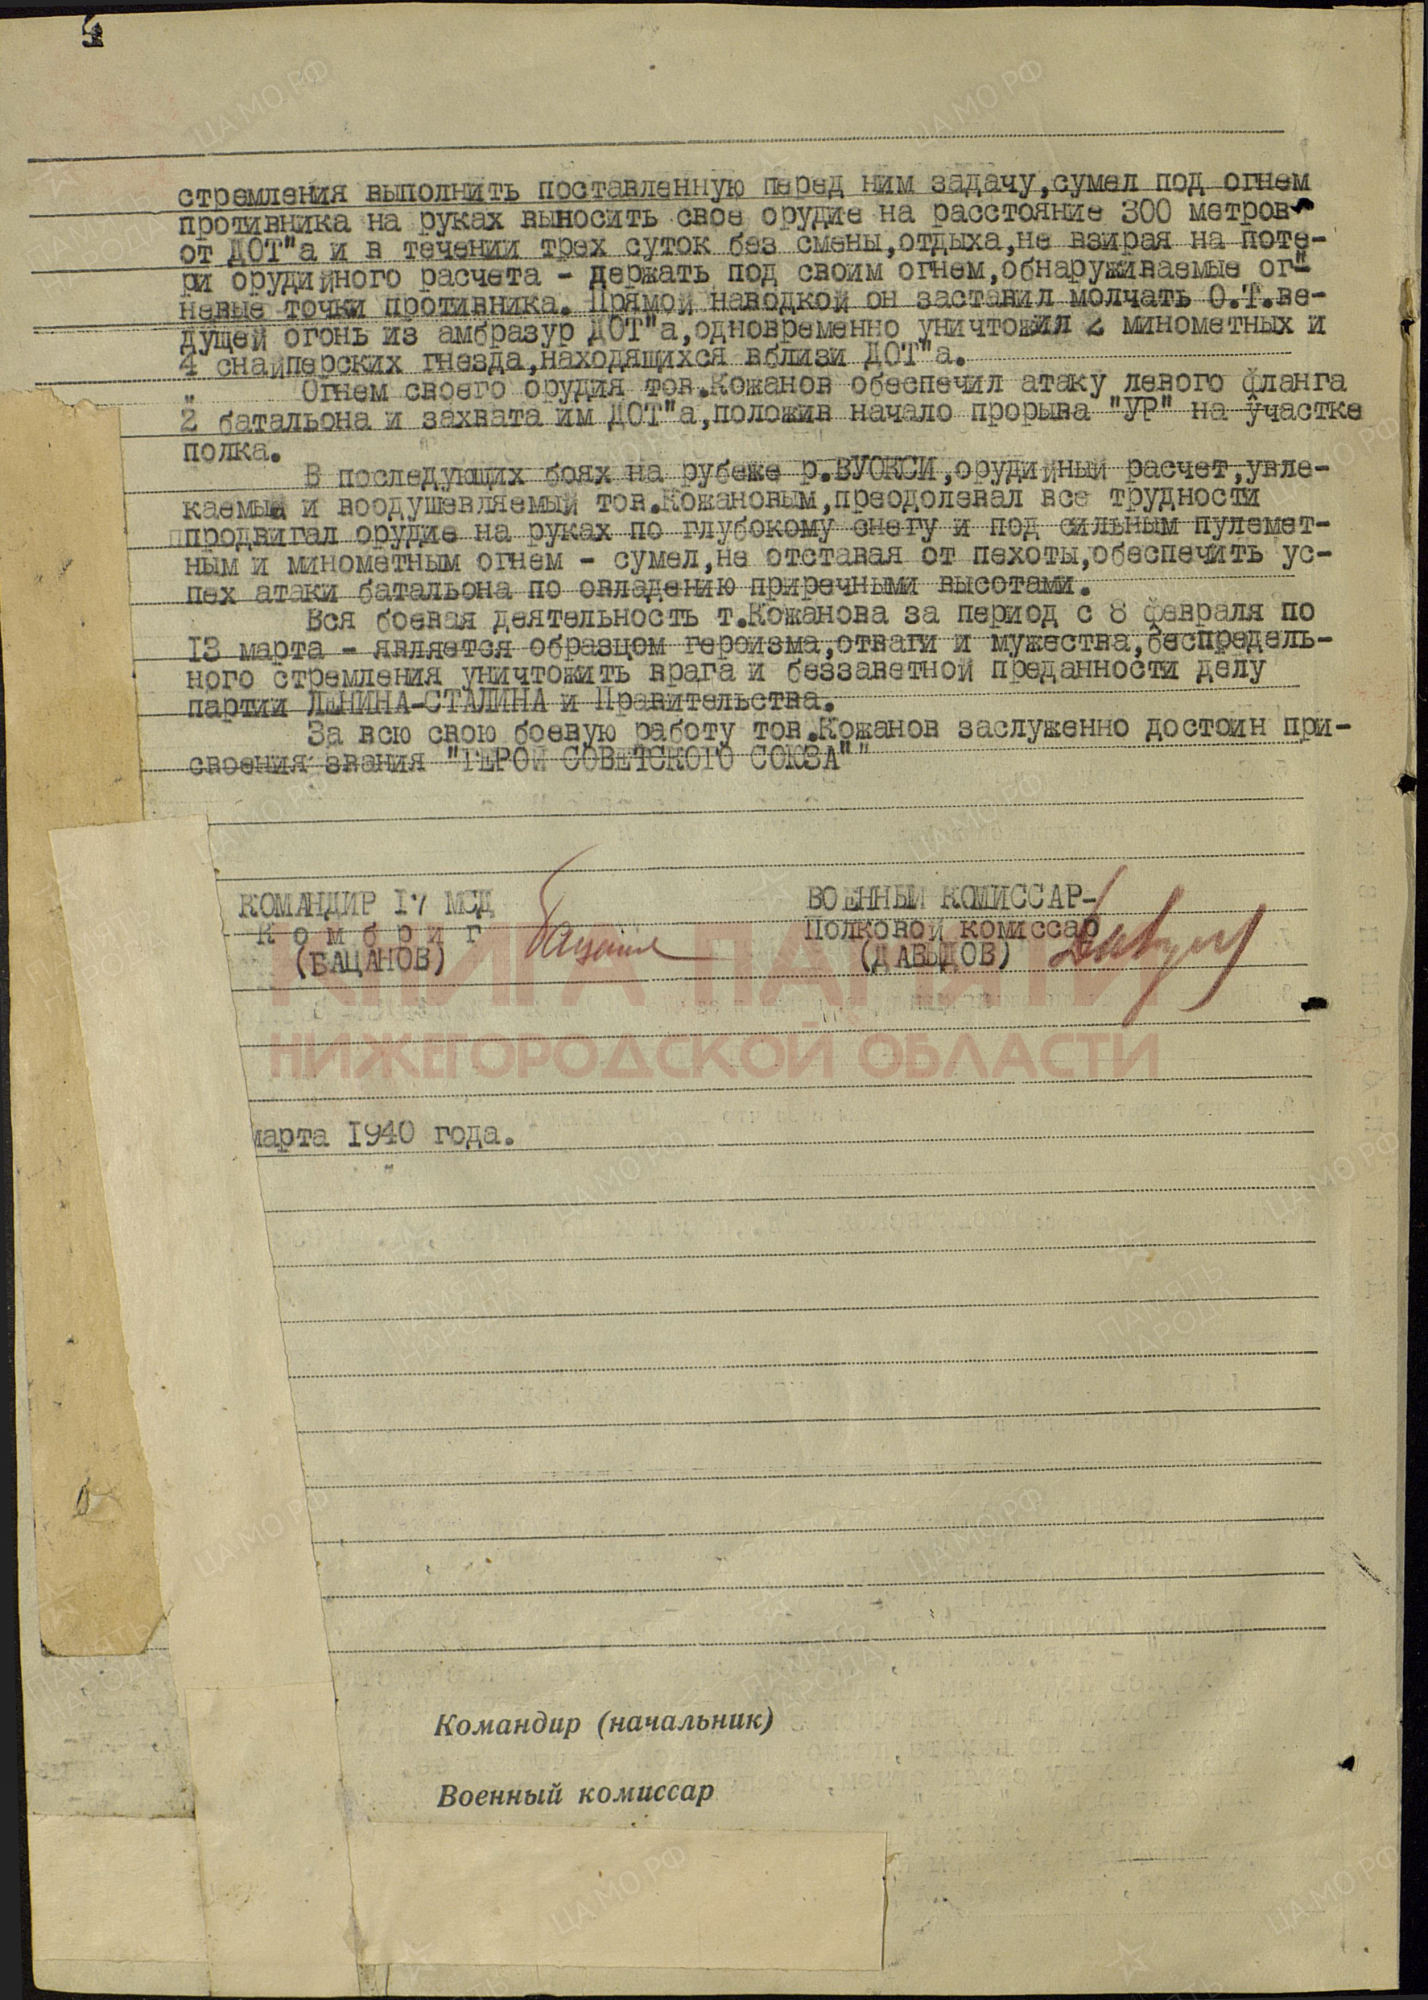 стремления выполнить поставленную перед ним задачу,сумел под огнем
противника на руках выносить свое орудие на расстояние 300 метров
от ДОТ"а и в течении трех суток без смены,отдыха,не взирая на поте-
ри орудийного расчета - держать под своим огнем,обнаруживаемые ог-
невые точки противника. Прямой наводкой он заставил молчать О.Т.ве-
дущей огонь из амбразур ДОТ"а,одновременно уничтожил 2 минометных и
4 снайперских гнезда,находящихся вблизи ДОТ"а.
Огнем своего орудия тов.Кожанов обеспечил атаку левого фланга
2 батальона и захвата им ДОТ"а,положив начало прорыва "УР" на участке
полка.
В последующих боях на рубеже р.ВУОКСИ,орудийный расчет,увле-
каемый и воодушевляемый тов.Кожановым,преодолевал все трудности
продвигал орудие на руках по глубокому снегу и под сильным пулемет-
ным и минометным огнем - сумел,не отставая от пехоты,обеспечить ус-
пех атаки батальона по овладению приречными высотами.
Вся боевая деятельность т.Кожанова за период с 8 февраля по
13 марта - является образцом героизма,отваги и мужества,беспредель-
ного стремления уничтожить врага и беззаветной преданности делу
партии ЛЕНИНА-СТАЛИНА и Правительства.
За всю свою боевую работу тов.Кожанов заслуженно достоин при-
своения звания "ГЕРОЙ СОВЕТСКОГО СОЮЗА""
КОМАНДИР 17 МСД ВОЕННЫЙ КОМИССАР-
Комбриг Полковой комиссар
(БАЦАНОВ) (ДАВЫДОВ)
КНИГА ПАМЯТИ
НИЖЕГОРОДСКОЙ ОБЛАСТИ
марта 1940 года.
Командир (начальник)
Военный комиссар